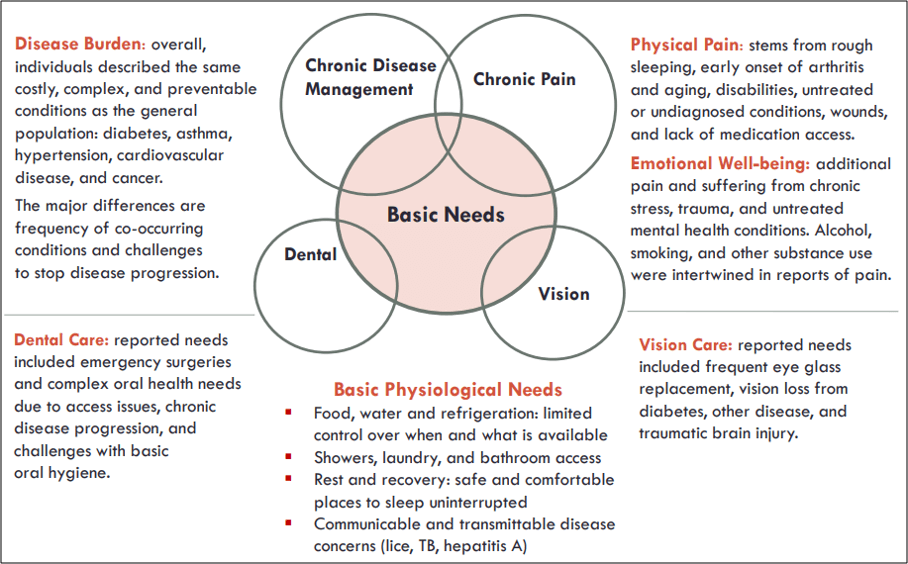 Disease Burden: overall,
individuals described the same
costly, complex, and preventable
conditions as the general
population: diabetes, asthma,
hypertension, cardiovascular
disease, and cancer.
The major differences are
frequency of co-occurring
conditions and challenges
to stop disease progression.
Chronic Disease
Management
Chronic Pain
Basic Needs
Dental
Vision
Physical Pain: stems from rough
sleeping, early onset of arthritis
and aging, disabilities, untreated
or undiagnosed conditions, wounds,
and lack of medication access.
Emotional Well-being: additional
pain and suffering from chronic
stress, trauma, and untreated
mental health conditions. Alcohol,
smoking, and other substance use
were intertwined in reports of pain.
Dental Care: reported needs
included emergency surgeries
and complex oral health needs
due to access issues, chronic
disease progression, and
challenges with basic
oral hygiene.
Basic Physiological Needs
▪ Food, water and refrigeration: limited
control over when and what is available
▪ Showers, laundry, and bathroom access
▪ Rest and recovery: safe and comfortable
places to sleep uninterrupted
▪ Communicable and transmittable disease
concerns (lice, TB, hepatitis A)
Vision Care: reported needs
included frequent eye glass
replacement, vision loss from
diabetes, other disease, and
traumatic brain injury.